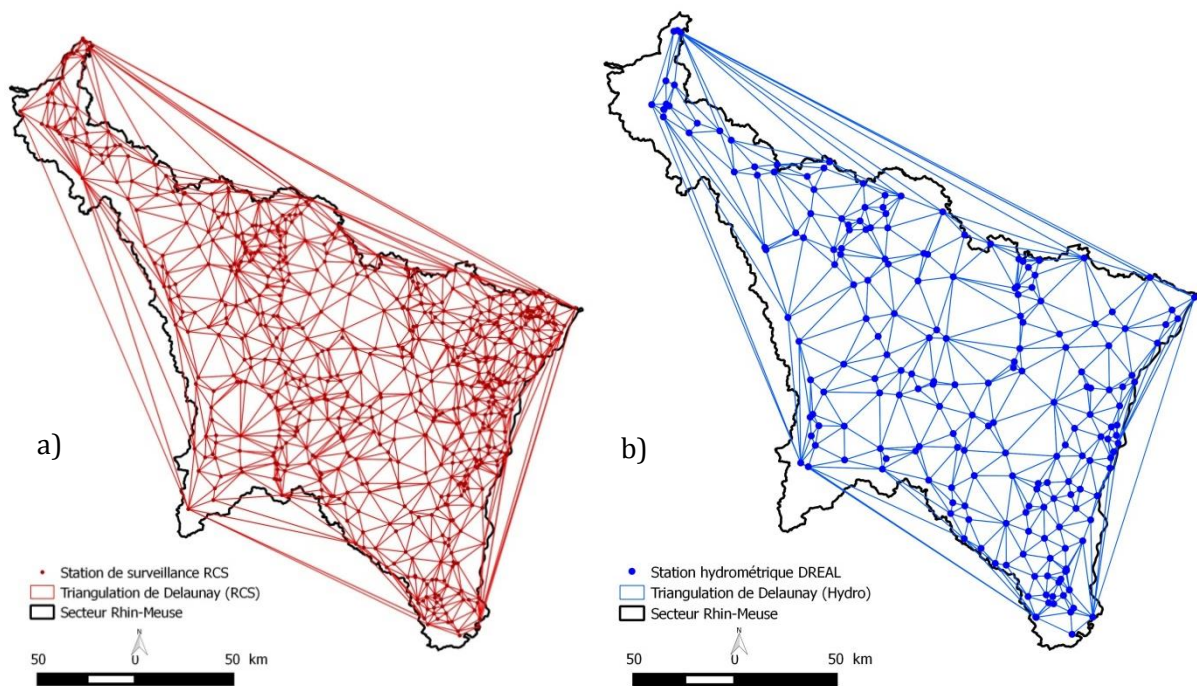 a)
Station de surveillance RCS
Triangulation de Delaunay (RCS)
Secteur Rhin-Meuse
N
50 0 50 km
b)
Station hydrométrique DREAL
Triangulation de Delaunay (Hydro)
Secteur Rhin-Meuse
N
50 0 50 km